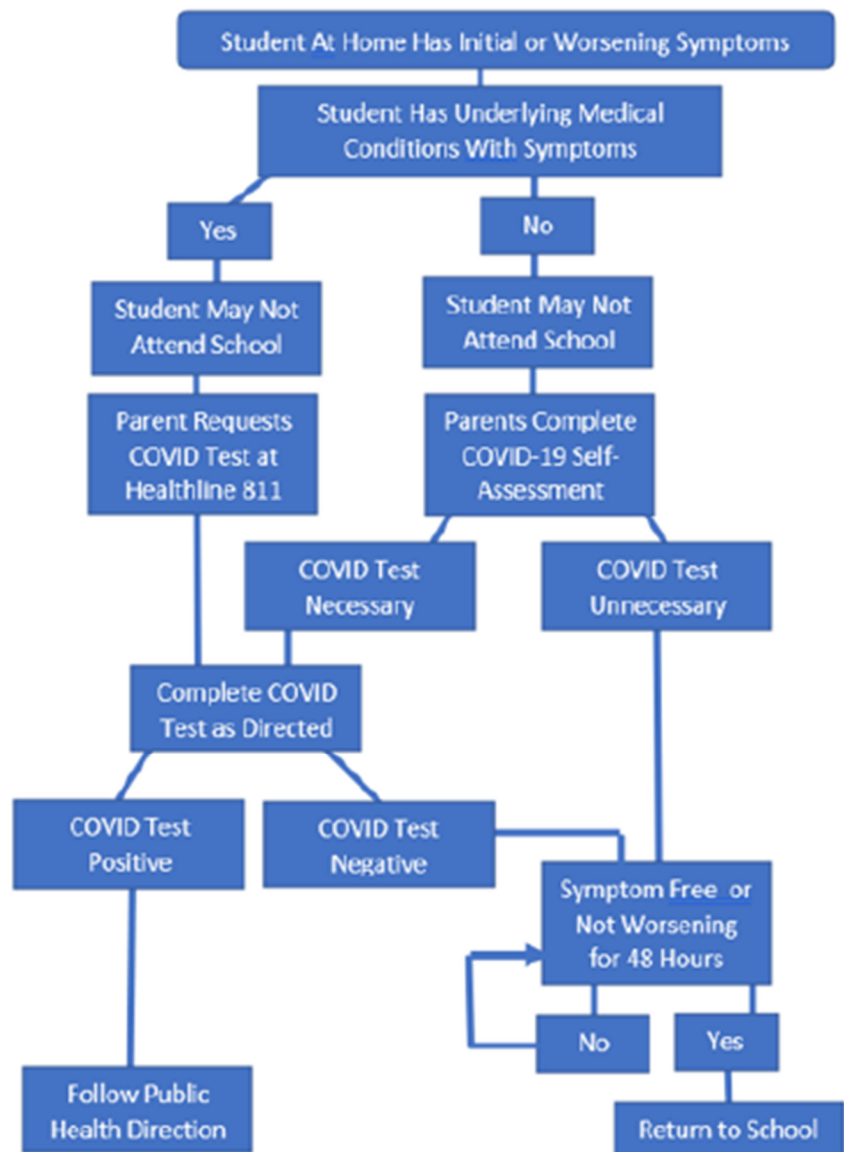 Student At Home Has Initial or Worsening Symptoms
Student Has Underlying Medical
Conditions With Symptoms
Yes
No
Student May Not
Attend School
Student May Not
Attend School
Parent Requests
COVID Test at
Healthline 811
Parents Complete
COVID-19 Self-
Assessment
COVID Test
Necessary
COVID Test
Unnecessary
Complete COVID
Test as Directed
COVID Test
Positive
COVID Test
Negative
Symptom Free or
Not Worsening
for 48 Hours
No
Yes
Follow Public
Health Direction
Return to School